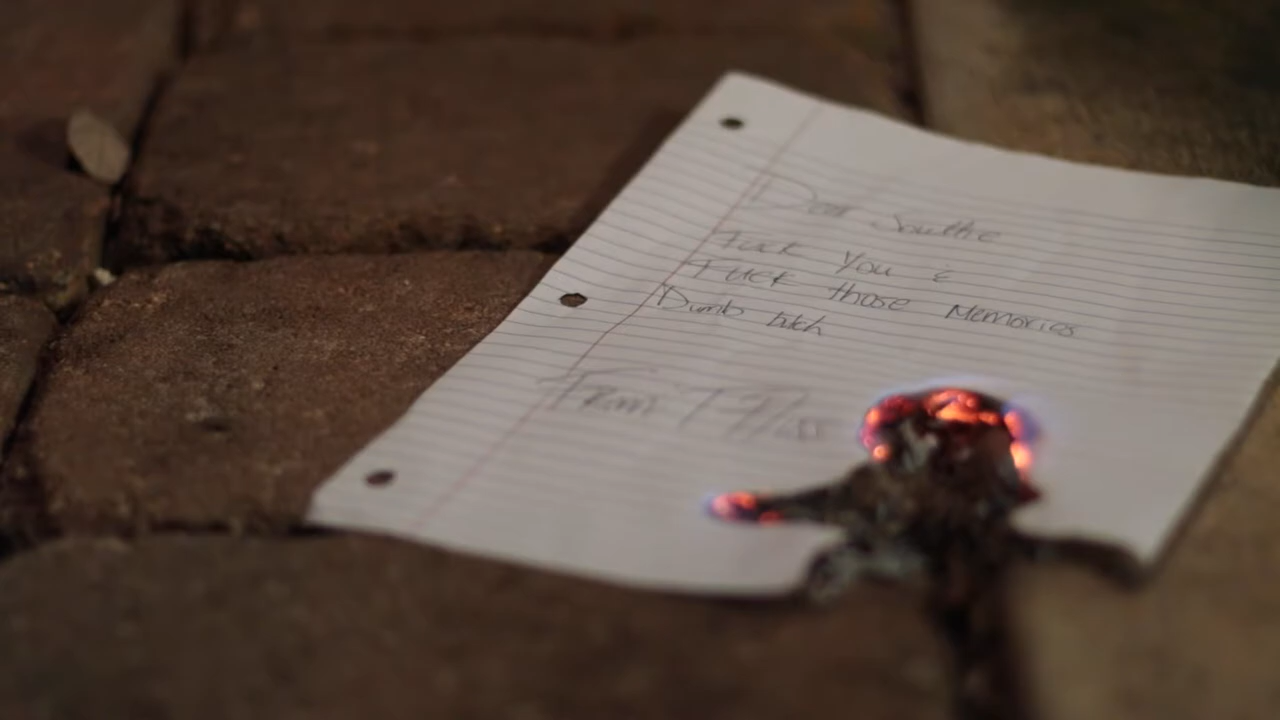 Dear
Fuck You &
Fuck those Memories
Dumb bitch
From